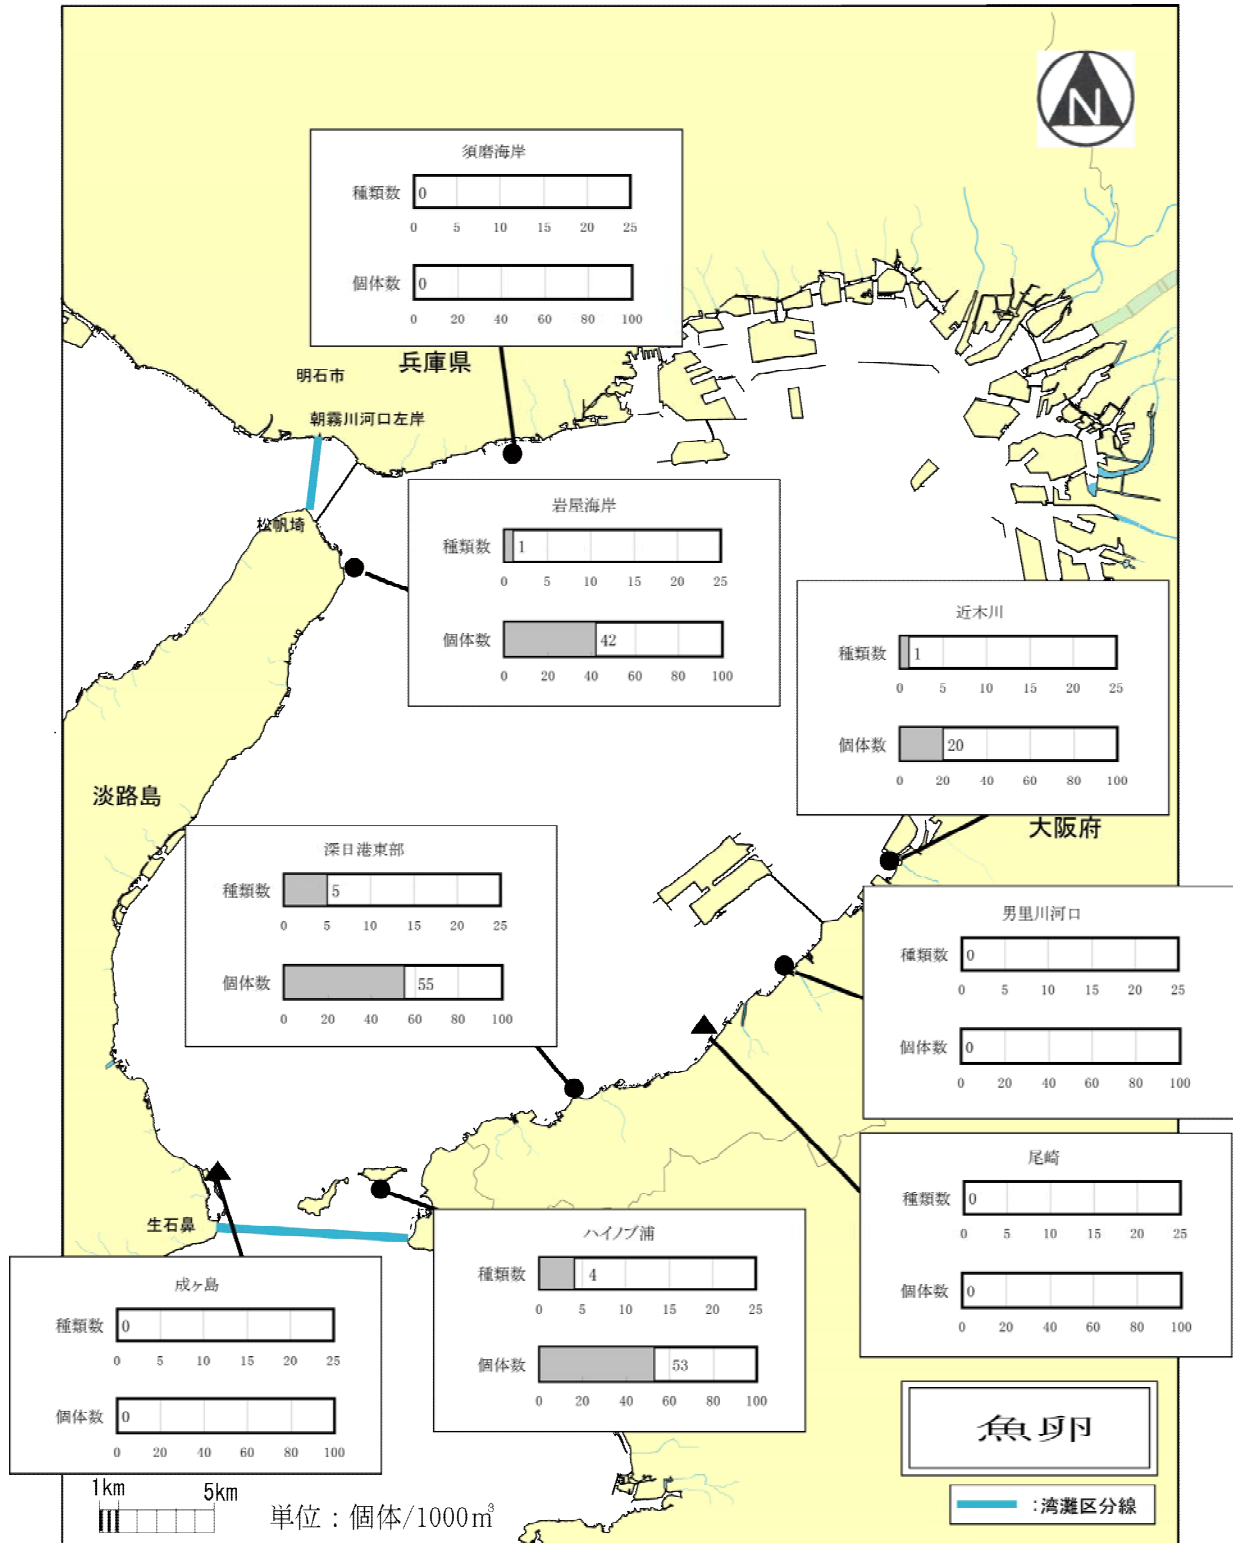 N
須磨海岸
種類数 0
0 5 10 15 20 25
個体数 0
0 20 40 60 80 100
兵庫県
明石市
朝霧川河口左岸
松帆埼
岩屋海岸
種類数 1
0 5 10 15 20 25
個体数 42
0 20 40 60 80 100
近木川
種類数 1
0 5 10 15 20 25
個体数 20
0 20 40 60 80 100
淡路島
大阪府
深日港東部
種類数 5
0 5 10 15 20 25
個体数 55
0 20 40 60 80 100
男里川河口
種類数 0
0 5 10 15 20 25
個体数 0
0 20 40 60 80 100
尾崎
種類数 0
0 5 10 15 20 25
個体数 0
0 20 40 60 80 100
生石鼻
ハイノブ浦
種類数 4
0 5 10 15 20 25
個体数 53
0 20 40 60 80 100
成ヶ島
種類数 0
0 5 10 15 20 25
個体数 0
0 20 40 60 80 100
魚卵
1km 5km
単位：個体/1000㎥
:湾灘区分線